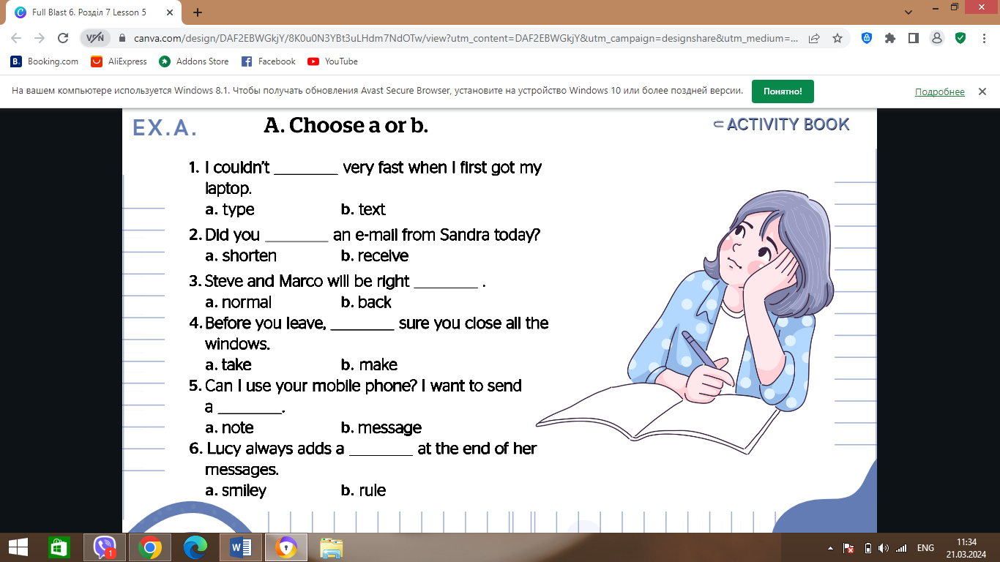 Full Blast 6. Розділ 7 Lesson 5
VPN
canva.com/design/DAF2EBWGkjY/8K0u0N3YBt3uLHdm7NdOTw/view?utm_content=DAF2EBWGkjY&utm_campaign=designshare&utm_medium=...
B. Booking.com AliExpress Addons Store Facebook YouTube
На вашем компьютере используется Windows 8.1. Чтобы получать обновления Avast Secure Browser, установите на устройство Windows 10 или более поздней версии. Понятно! Подробнее
EX.A. A. Choose a or b. ACTIVITY BOOK
1. I couldn't ________ very fast when I first got my
laptop.
a. type b. text
2. Did you ________ an e-mail from Sandra today?
a. shorten b. receive
3. Steve and Marco will be right ________ .
a. normal b. back
4. Before you leave, ________ sure you close all the
windows.
a. take b. make
5. Can I use your mobile phone? I want to send
a ________.
a. note b. message
6. Lucy always adds a ________ at the end of her
messages.
a. smiley b. rule
1
ENG
11:34
21.03.2024